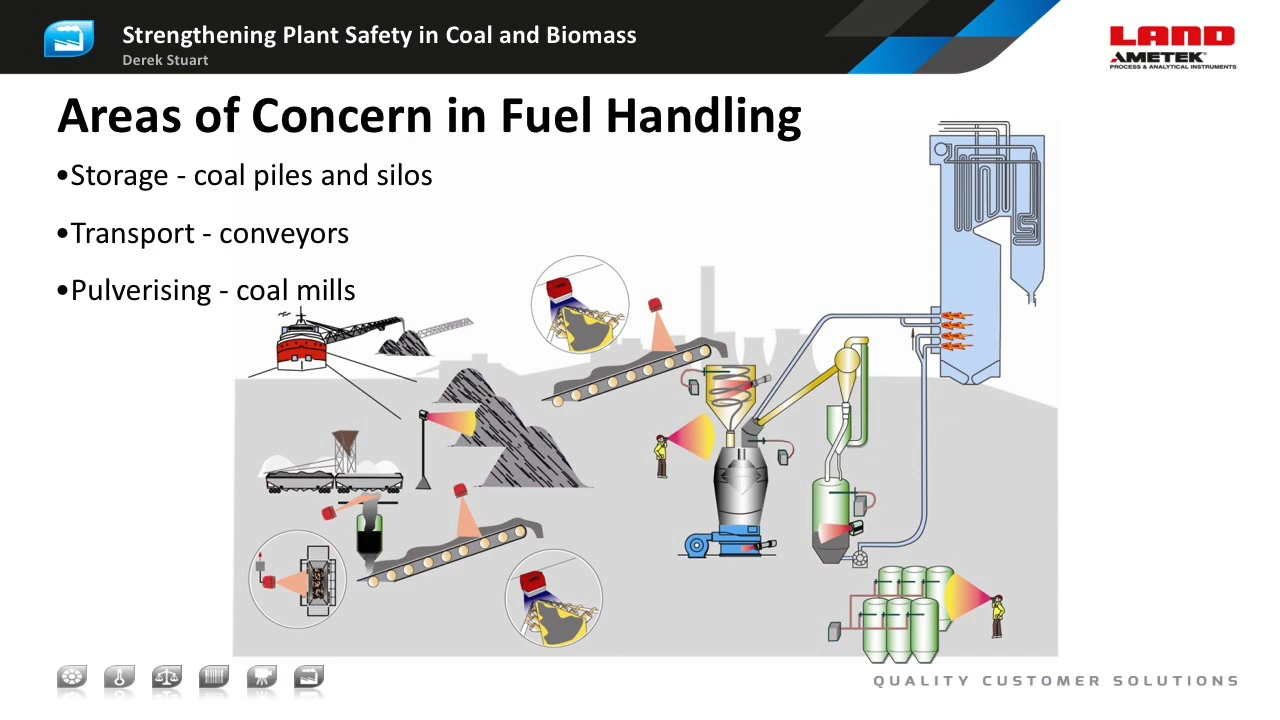 Strengthening Plant Safety in Coal and Biomass
Derek Stuart
LAND
AMETEK
PROCESS & ANALYTICAL INSTRUMENTS
Areas of Concern in Fuel Handling
•Storage - coal piles and silos
•Transport - conveyors
•Pulverising - coal mills
QUALITY CUSTOMER SOLUTIONS